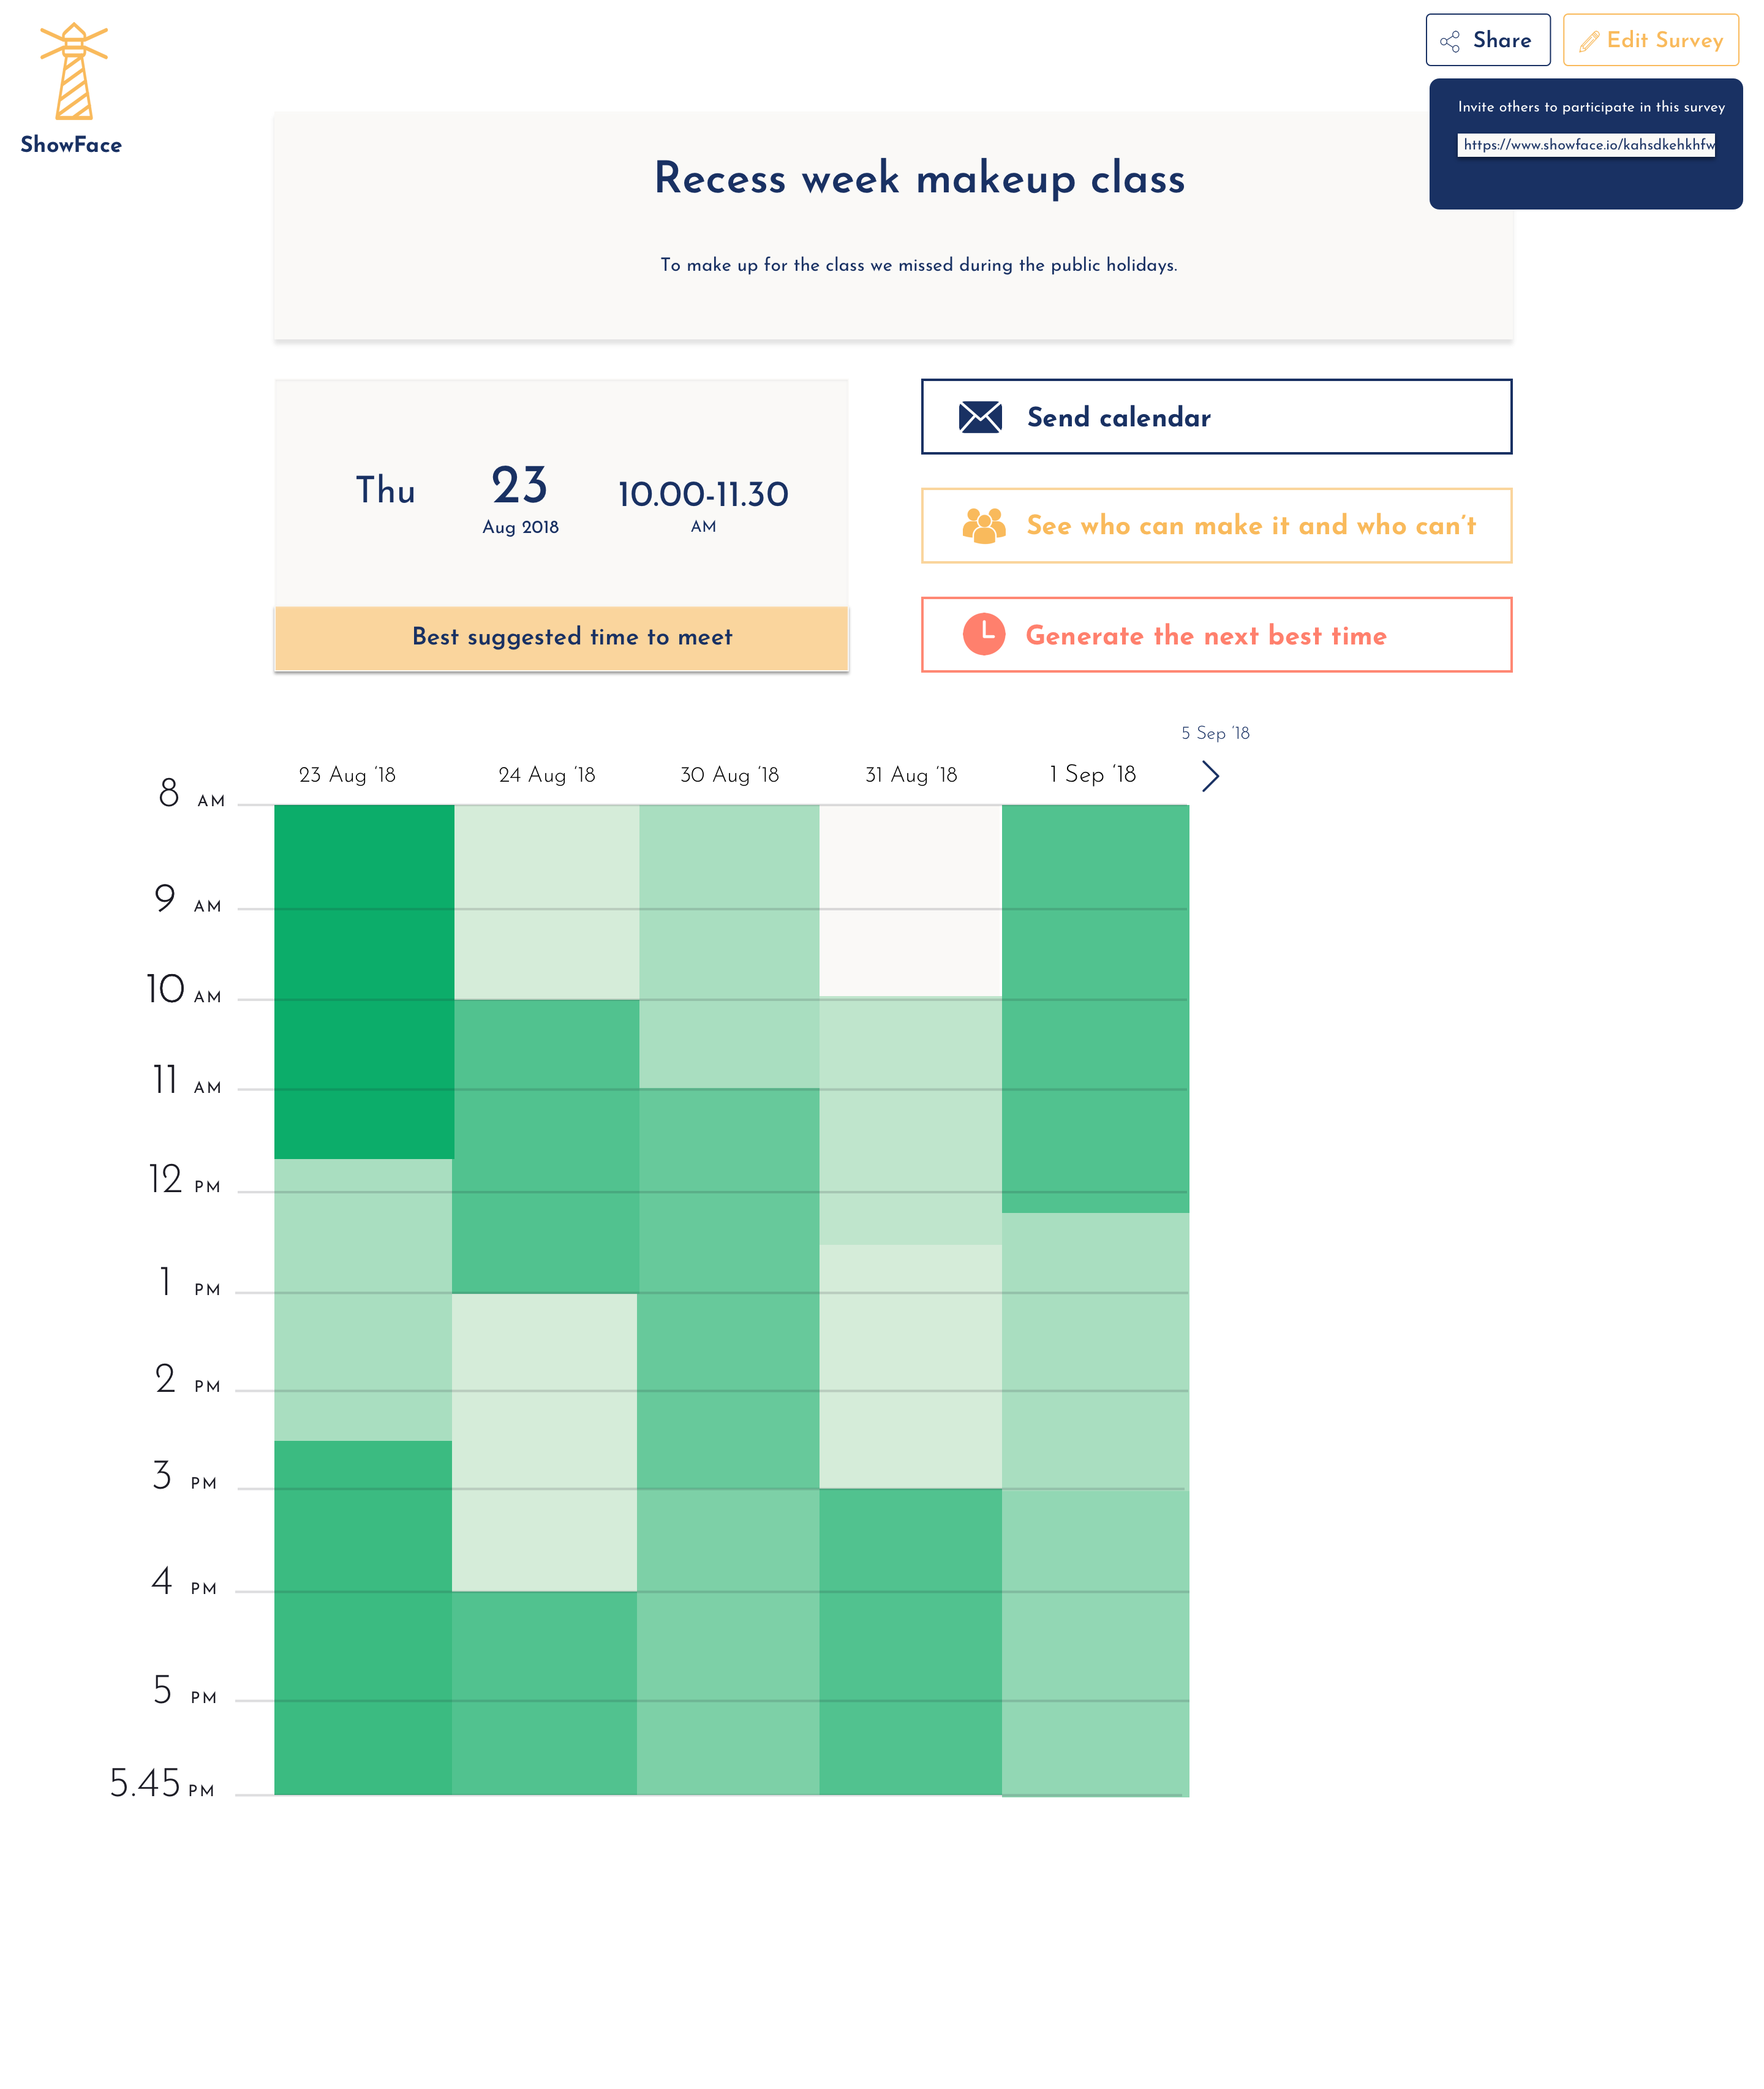 Share
Edit Survey
ShowFace
Invite others to participate in this survey
https://www.showface.io/kahsdkehkhfw
Recess week makeup class
To make up for the class we missed during the public holidays.
Thu
23
Aug 2018
10.00-11.30
AM
Best suggested time to meet
Send calendar
See who can make it and who can’t
Generate the next best time
5 Sep ’18
23 Aug ’18
24 Aug ’18
30 Aug ’18
31 Aug ’18
1 Sep ’18
8 AM
9 AM
10 AM
11 AM
12 PM
1 PM
2 PM
3 PM
4 PM
5 PM
5.45 PM